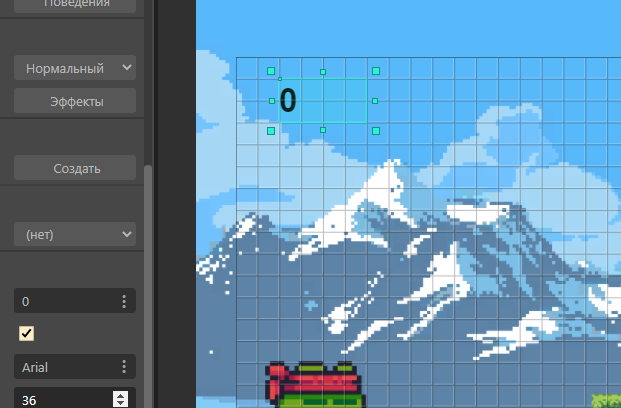 Поведения
Нормальный
Эффекты
Создать
(нет)
0
Arial
36
0